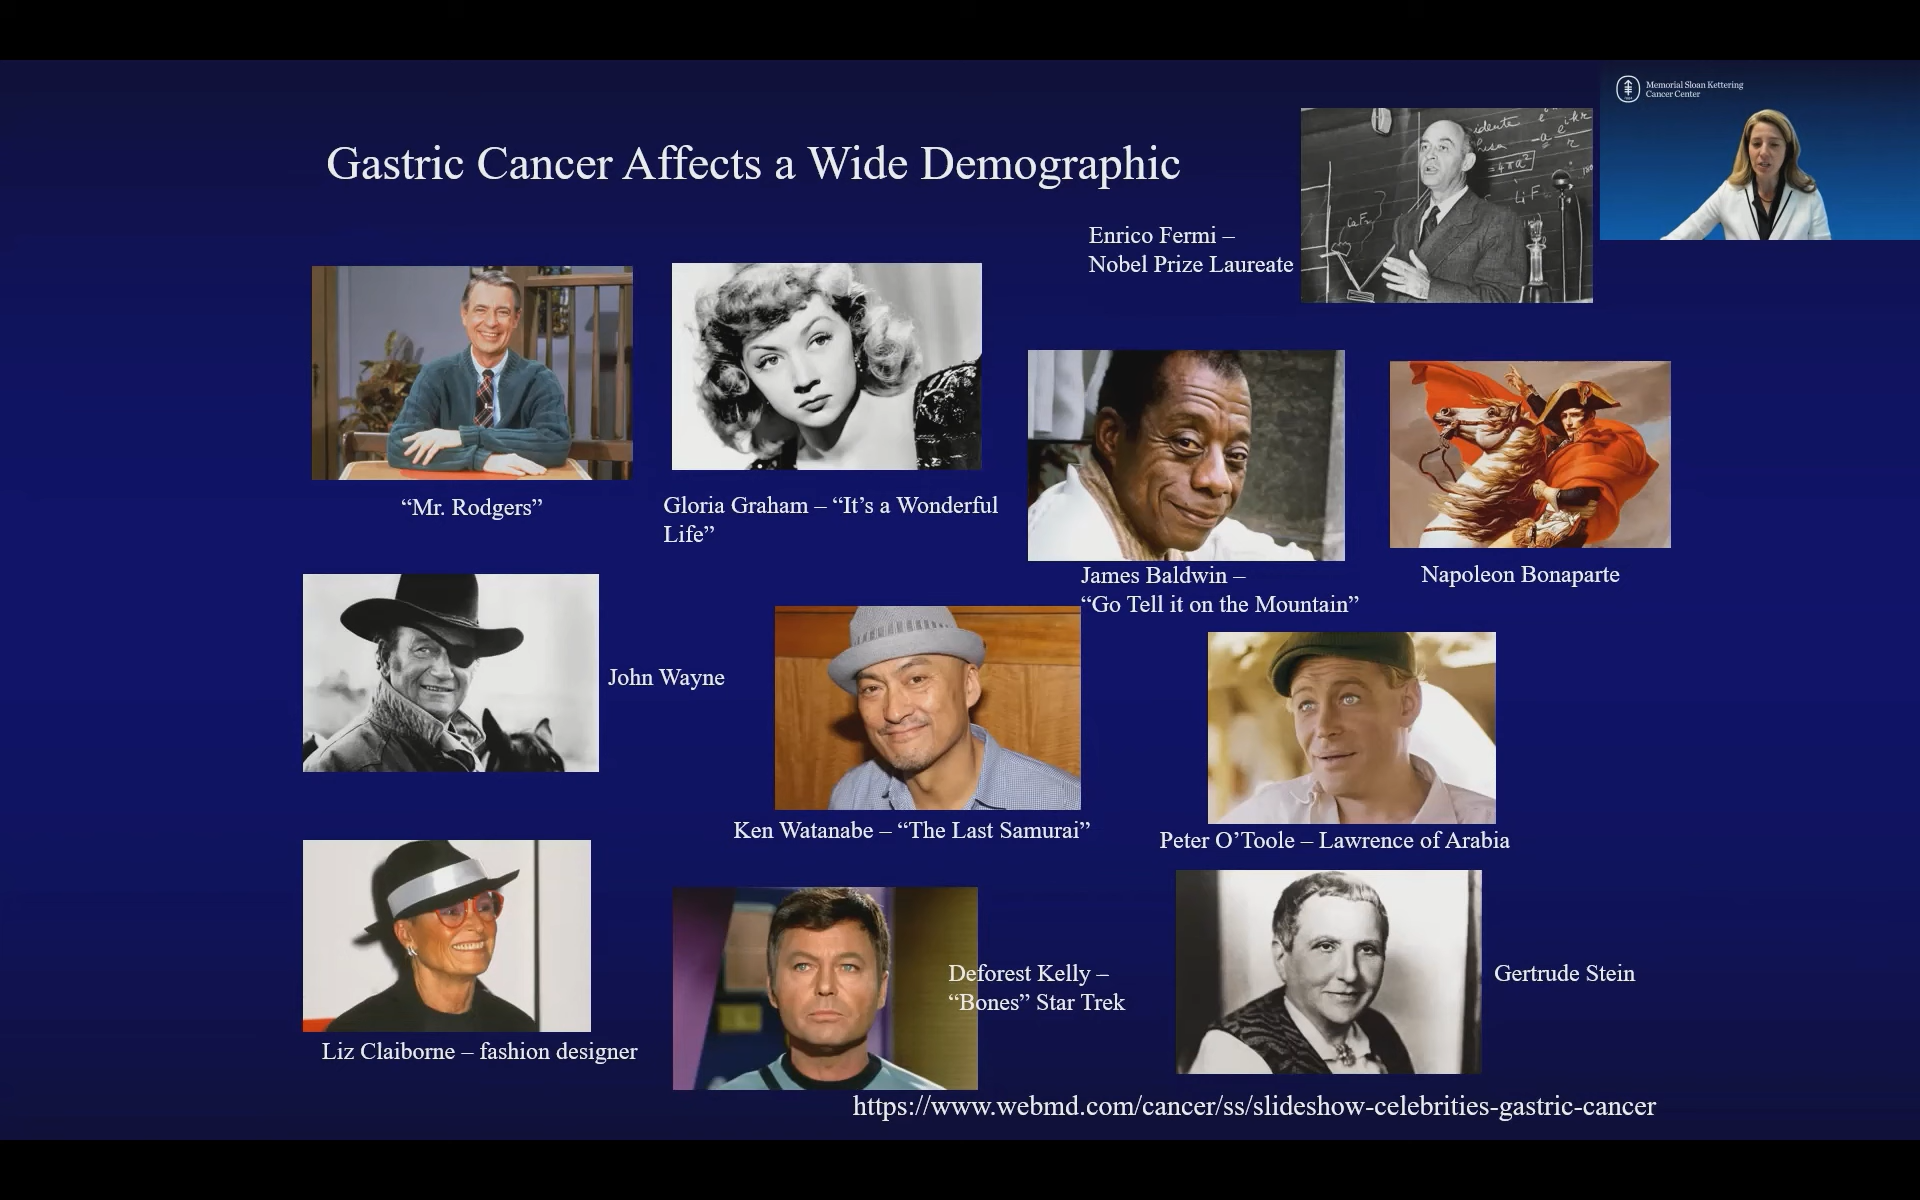 Memorial Sloan Kettering
Cancer Center
Gastric Cancer Affects a Wide Demographic
Enrico Fermi –
Nobel Prize Laureate
“Mr. Rodgers”
Gloria Graham – “It’s a Wonderful
Life”
James Baldwin –
“Go Tell it on the Mountain”
Napoleon Bonaparte
John Wayne
Ken Watanabe – “The Last Samurai”
Peter O’Toole – Lawrence of Arabia
Liz Claiborne – fashion designer
Deforest Kelly –
“Bones” Star Trek
Gertrude Stein
https://www.webmd.com/cancer/ss/slideshow-celebrities-gastric-cancer